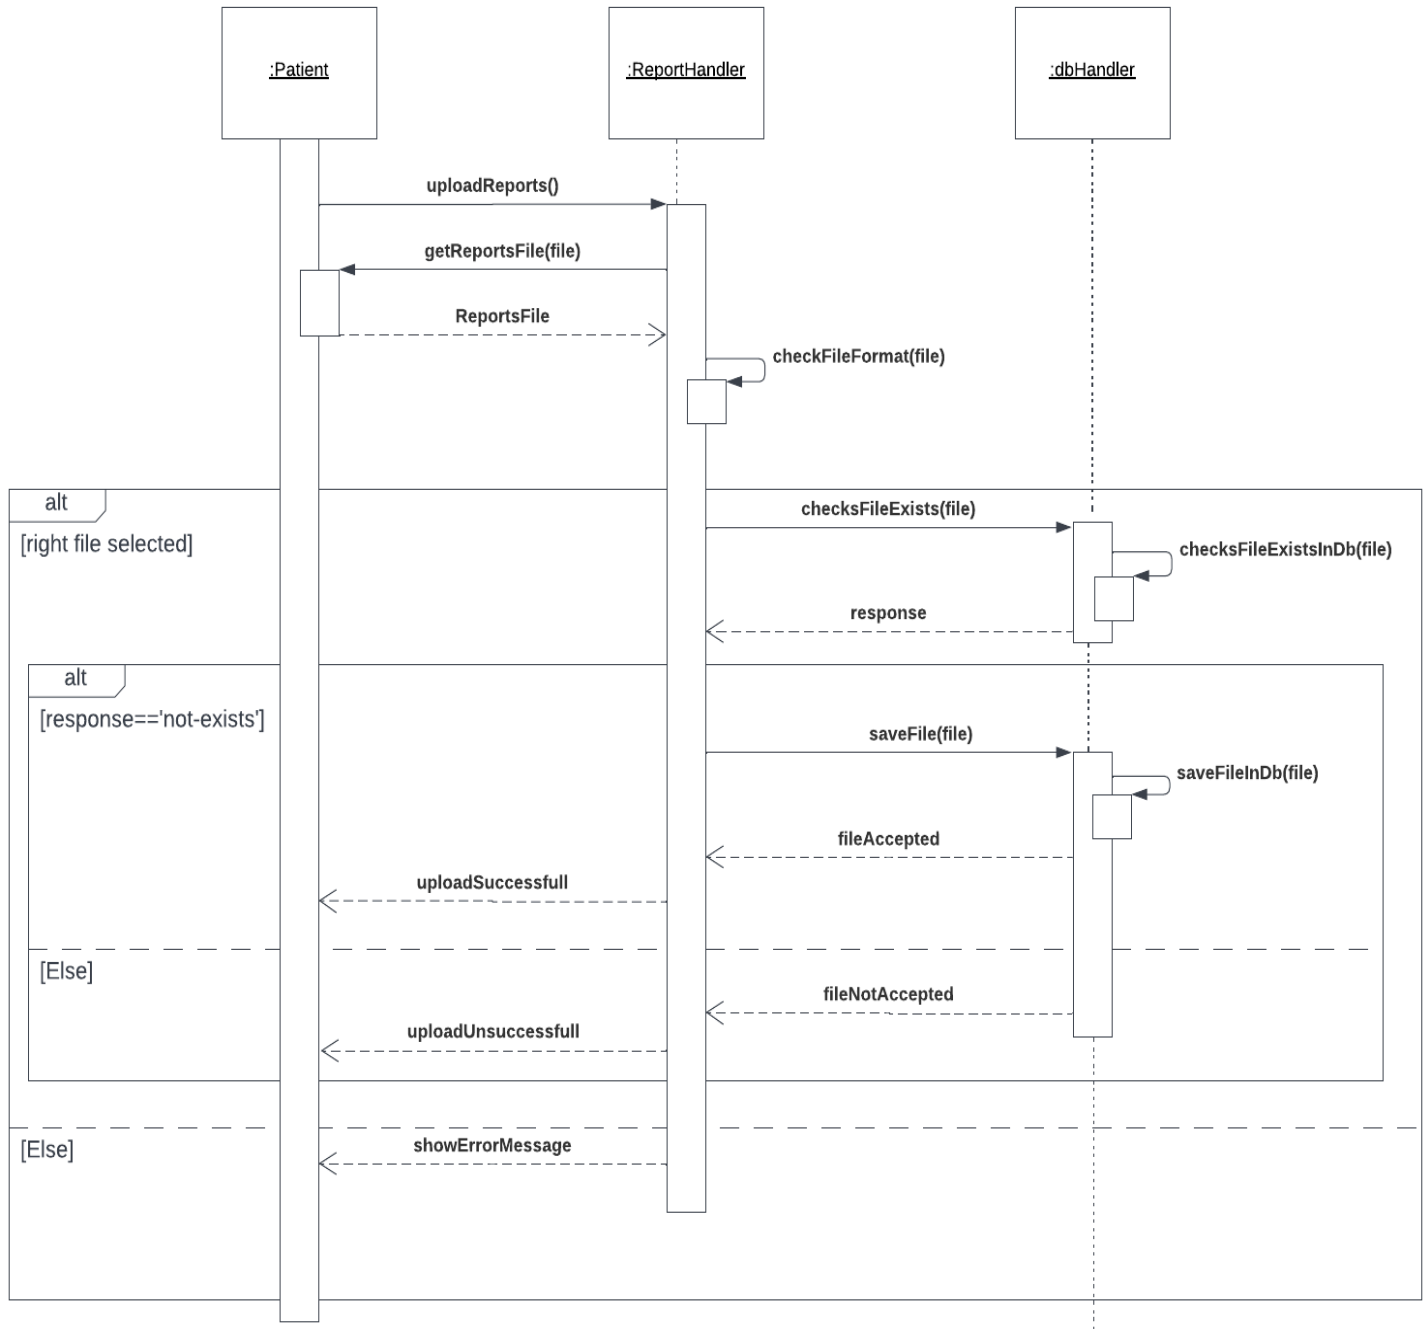 :Patient
:ReportHandler
:dbHandler
uploadReports()
getReportsFile(file)
ReportsFile
checkFileFormat(file)
alt
[right file selected]
checksFileExists(file)
checksFileExistsInDb(file)
response
alt
[response=='not-exists']
saveFile(file)
saveFileInDb(file)
fileAccepted
uploadSuccessfull
[Else]
fileNotAccepted
uploadUnsuccessfull
[Else]
showErrorMessage